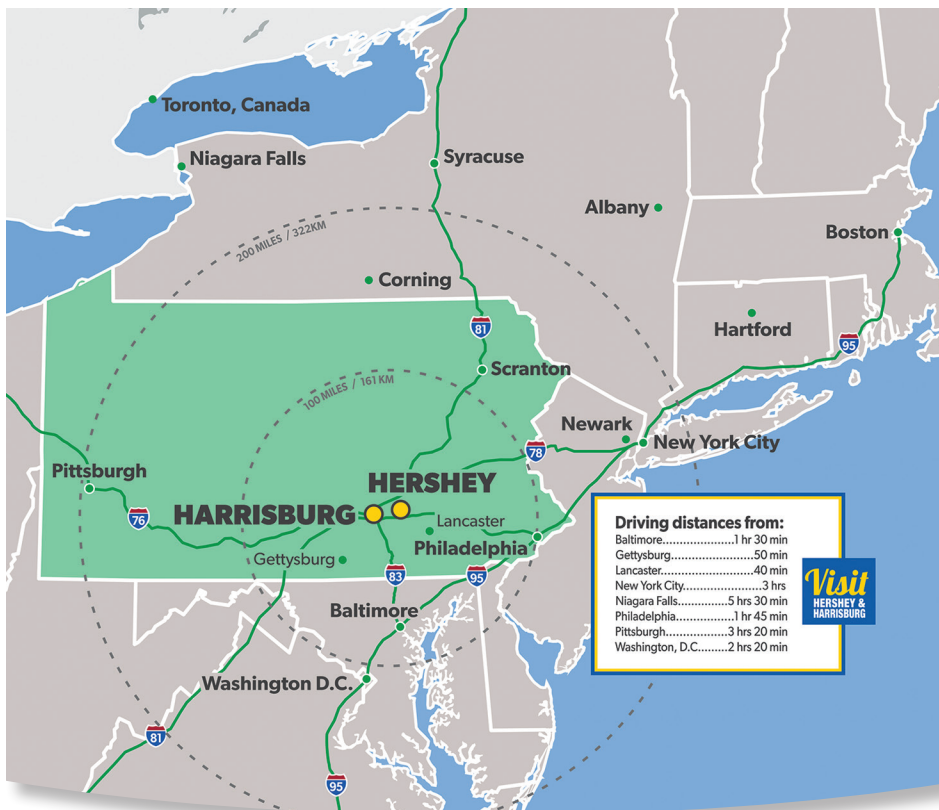 Toronto, Canada
Niagara Falls
Syracuse
Albany
Boston
200 MILES / 322KM
Corning
81
Hartford
95
100 MILES / 161 KM
Scranton
Newark
New York City
78
Pittsburgh
HERSHEY
HARRISBURG
76
Lancaster
Philadelphia
Gettysburg
83
95
Baltimore
Washington D.C.
81
95
Driving distances from:
Baltimore..................1 hr 30 min
Gettysburg.....................50 min
Lancaster.......................40 min
New York City....................3 hrs
Niagara Falls............5 hrs 30 min
Philadelphia.............1 hr 45 min
Pittsburgh...............3 hrs 20 min
Washington, D.C........2 hrs 20 min
Visit
HERSHEY &
HARRISBURG